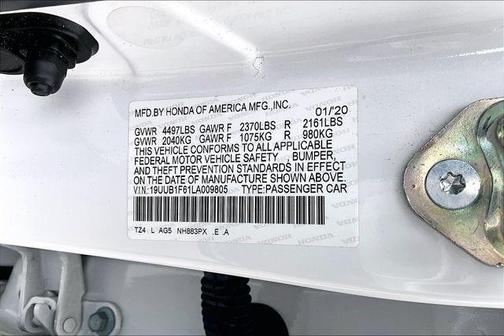 MFD.BY HONDA OF AMERICA MFG.,INC. 01/'20
GVWR 4497LBS GAWR F 2370LBS R 2161LBS
GVWR 2040KG GAWR F 1075KG R 980KG
THIS VEHICLE CONFORMS TO ALL APPLICABLE
FEDERAL MOTOR VEHICLE SAFETY , BUMPER,
AND THEFT PREVENTION STANDARDS IN EFFECT
ON THE DATE OF MANUFACTURE SHOWN ABOVE.
V.I.N: 19UUB1F61LA009805 TYPE:PASSENGER CAR
TZ4 L AG5 NH883PX .E .A